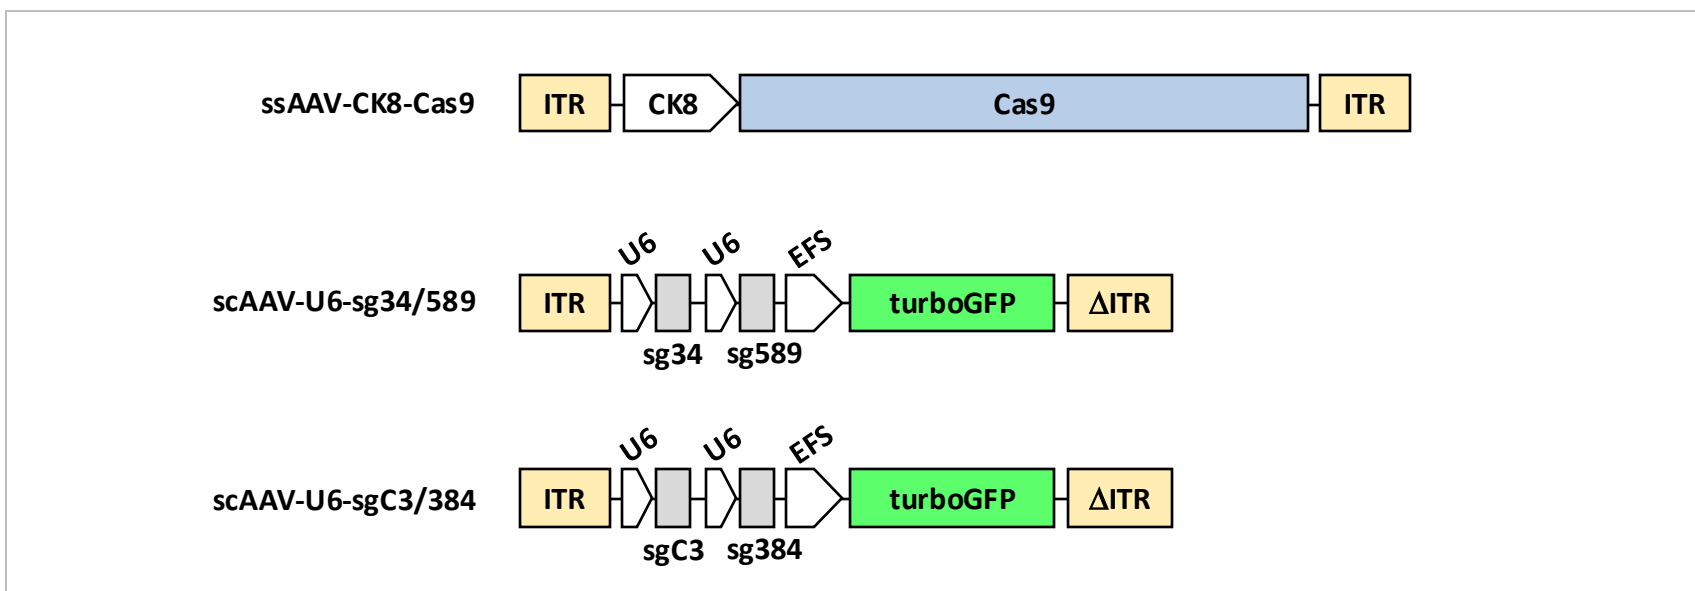 ssAAV-CK8-Cas9 ITR CK8 Cas9 ITR
U6 U6 EFS
scAAV-U6-sg34/589 ITR turboGFP ΔITR
sg34 sg589
U6 U6 EFS
scAAV-U6-sgC3/384 ITR turboGFP ΔITR
sgC3 sg384